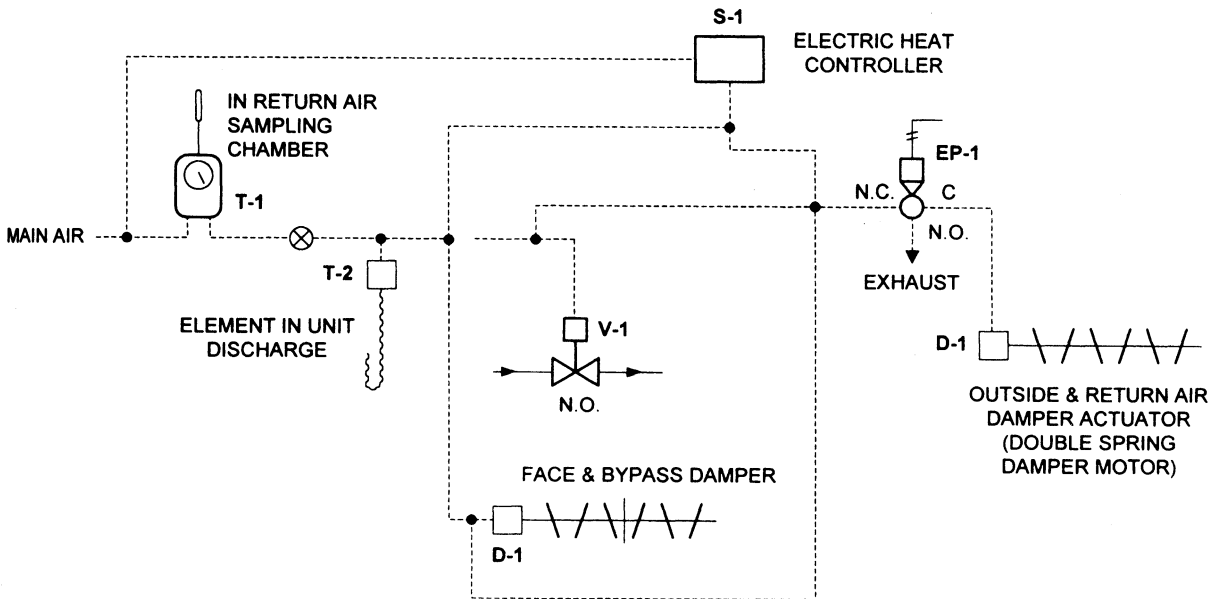 S-1
ELECTRIC HEAT
CONTROLLER
IN RETURN AIR
SAMPLING
CHAMBER
T-1
EP-1
N.C.
C
N.O.
MAIN AIR
EXHAUST
T-2
ELEMENT IN UNIT
DISCHARGE
V-1
N.O.
D-1
OUTSIDE & RETURN AIR
DAMPER ACTUATOR
(DOUBLE SPRING
DAMPER MOTOR)
FACE & BYPASS DAMPER
D-1